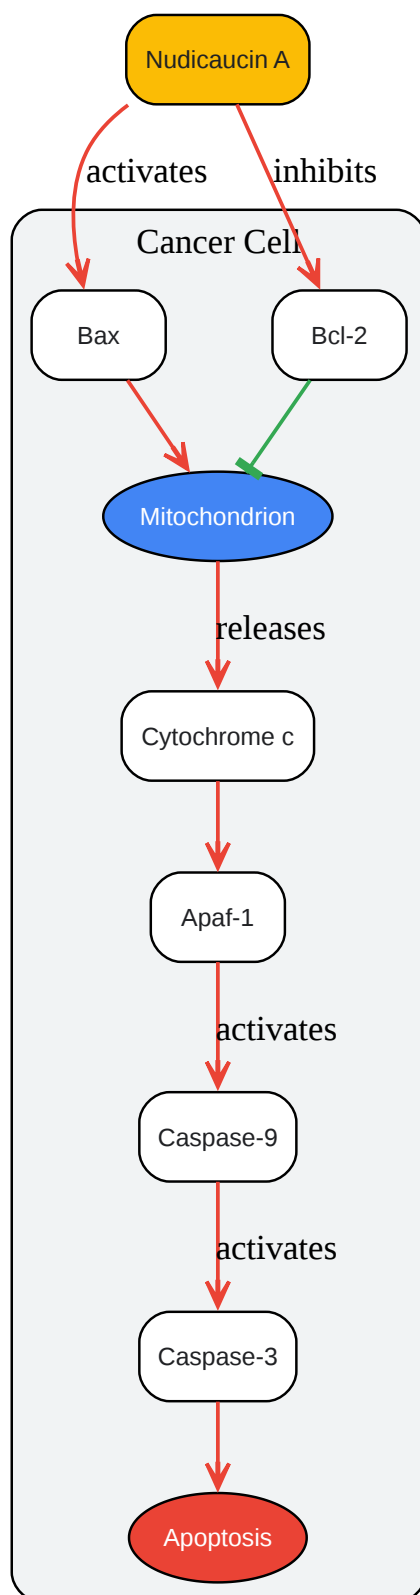 Nudicaucin A
activates
inhibits
Cancer Cell
Bax
Bcl-2
Mitochondrion
releases
Cytochrome c
Apaf-1
activates
Caspase-9
activates
Caspase-3
Apoptosis